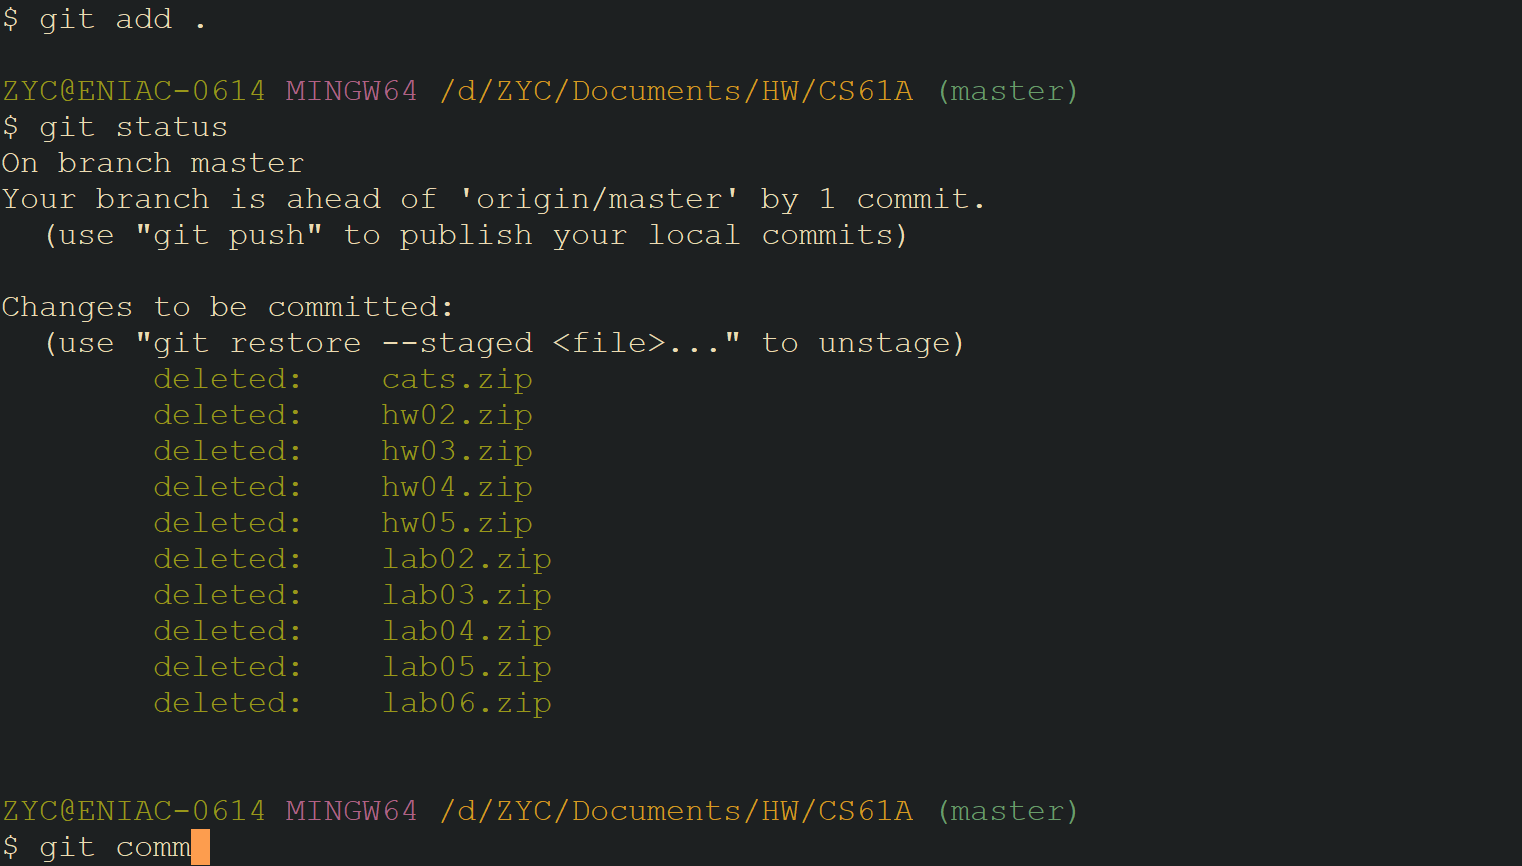 $ git add .
ZYC@ENIAC-0614 MINGW64 /d/ZYC/Documents/HW/CS61A (master)
$ git status
On branch master
Your branch is ahead of 'origin/master' by 1 commit.
  (use "git push" to publish your local commits)
Changes to be committed:
  (use "git restore --staged <file>..." to unstage)
        deleted:    cats.zip
        deleted:    hw02.zip
        deleted:    hw03.zip
        deleted:    hw04.zip
        deleted:    hw05.zip
        deleted:    lab02.zip
        deleted:    lab03.zip
        deleted:    lab04.zip
        deleted:    lab05.zip
        deleted:    lab06.zip
ZYC@ENIAC-0614 MINGW64 /d/ZYC/Documents/HW/CS61A (master)
$ git comm